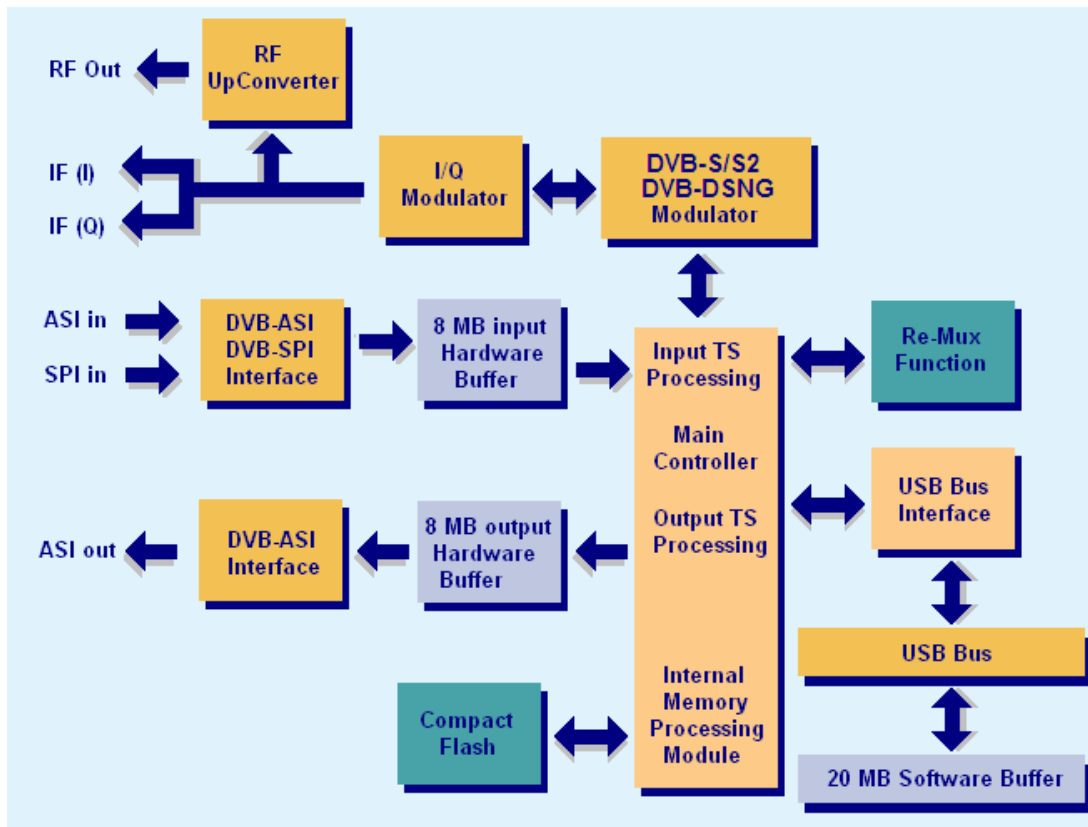 RF Out
RF
UpConverter
IF (I)
IF (Q)
I/Q
Modulator
DVB-S/S2
DVB-DSNG
Modulator
ASI in
SPI in
DVB-ASI
DVB-SPI
Interface
8 MB input
Hardware
Buffer
Input TS
Processing
Main
Controller
Output TS
Processing
Internal
Memory
Processing
Module
Re-Mux
Function
USB Bus
Interface
ASI out
DVB-ASI
Interface
8 MB output
Hardware
Buffer
USB Bus
Compact
Flash
20 MB Software Buffer